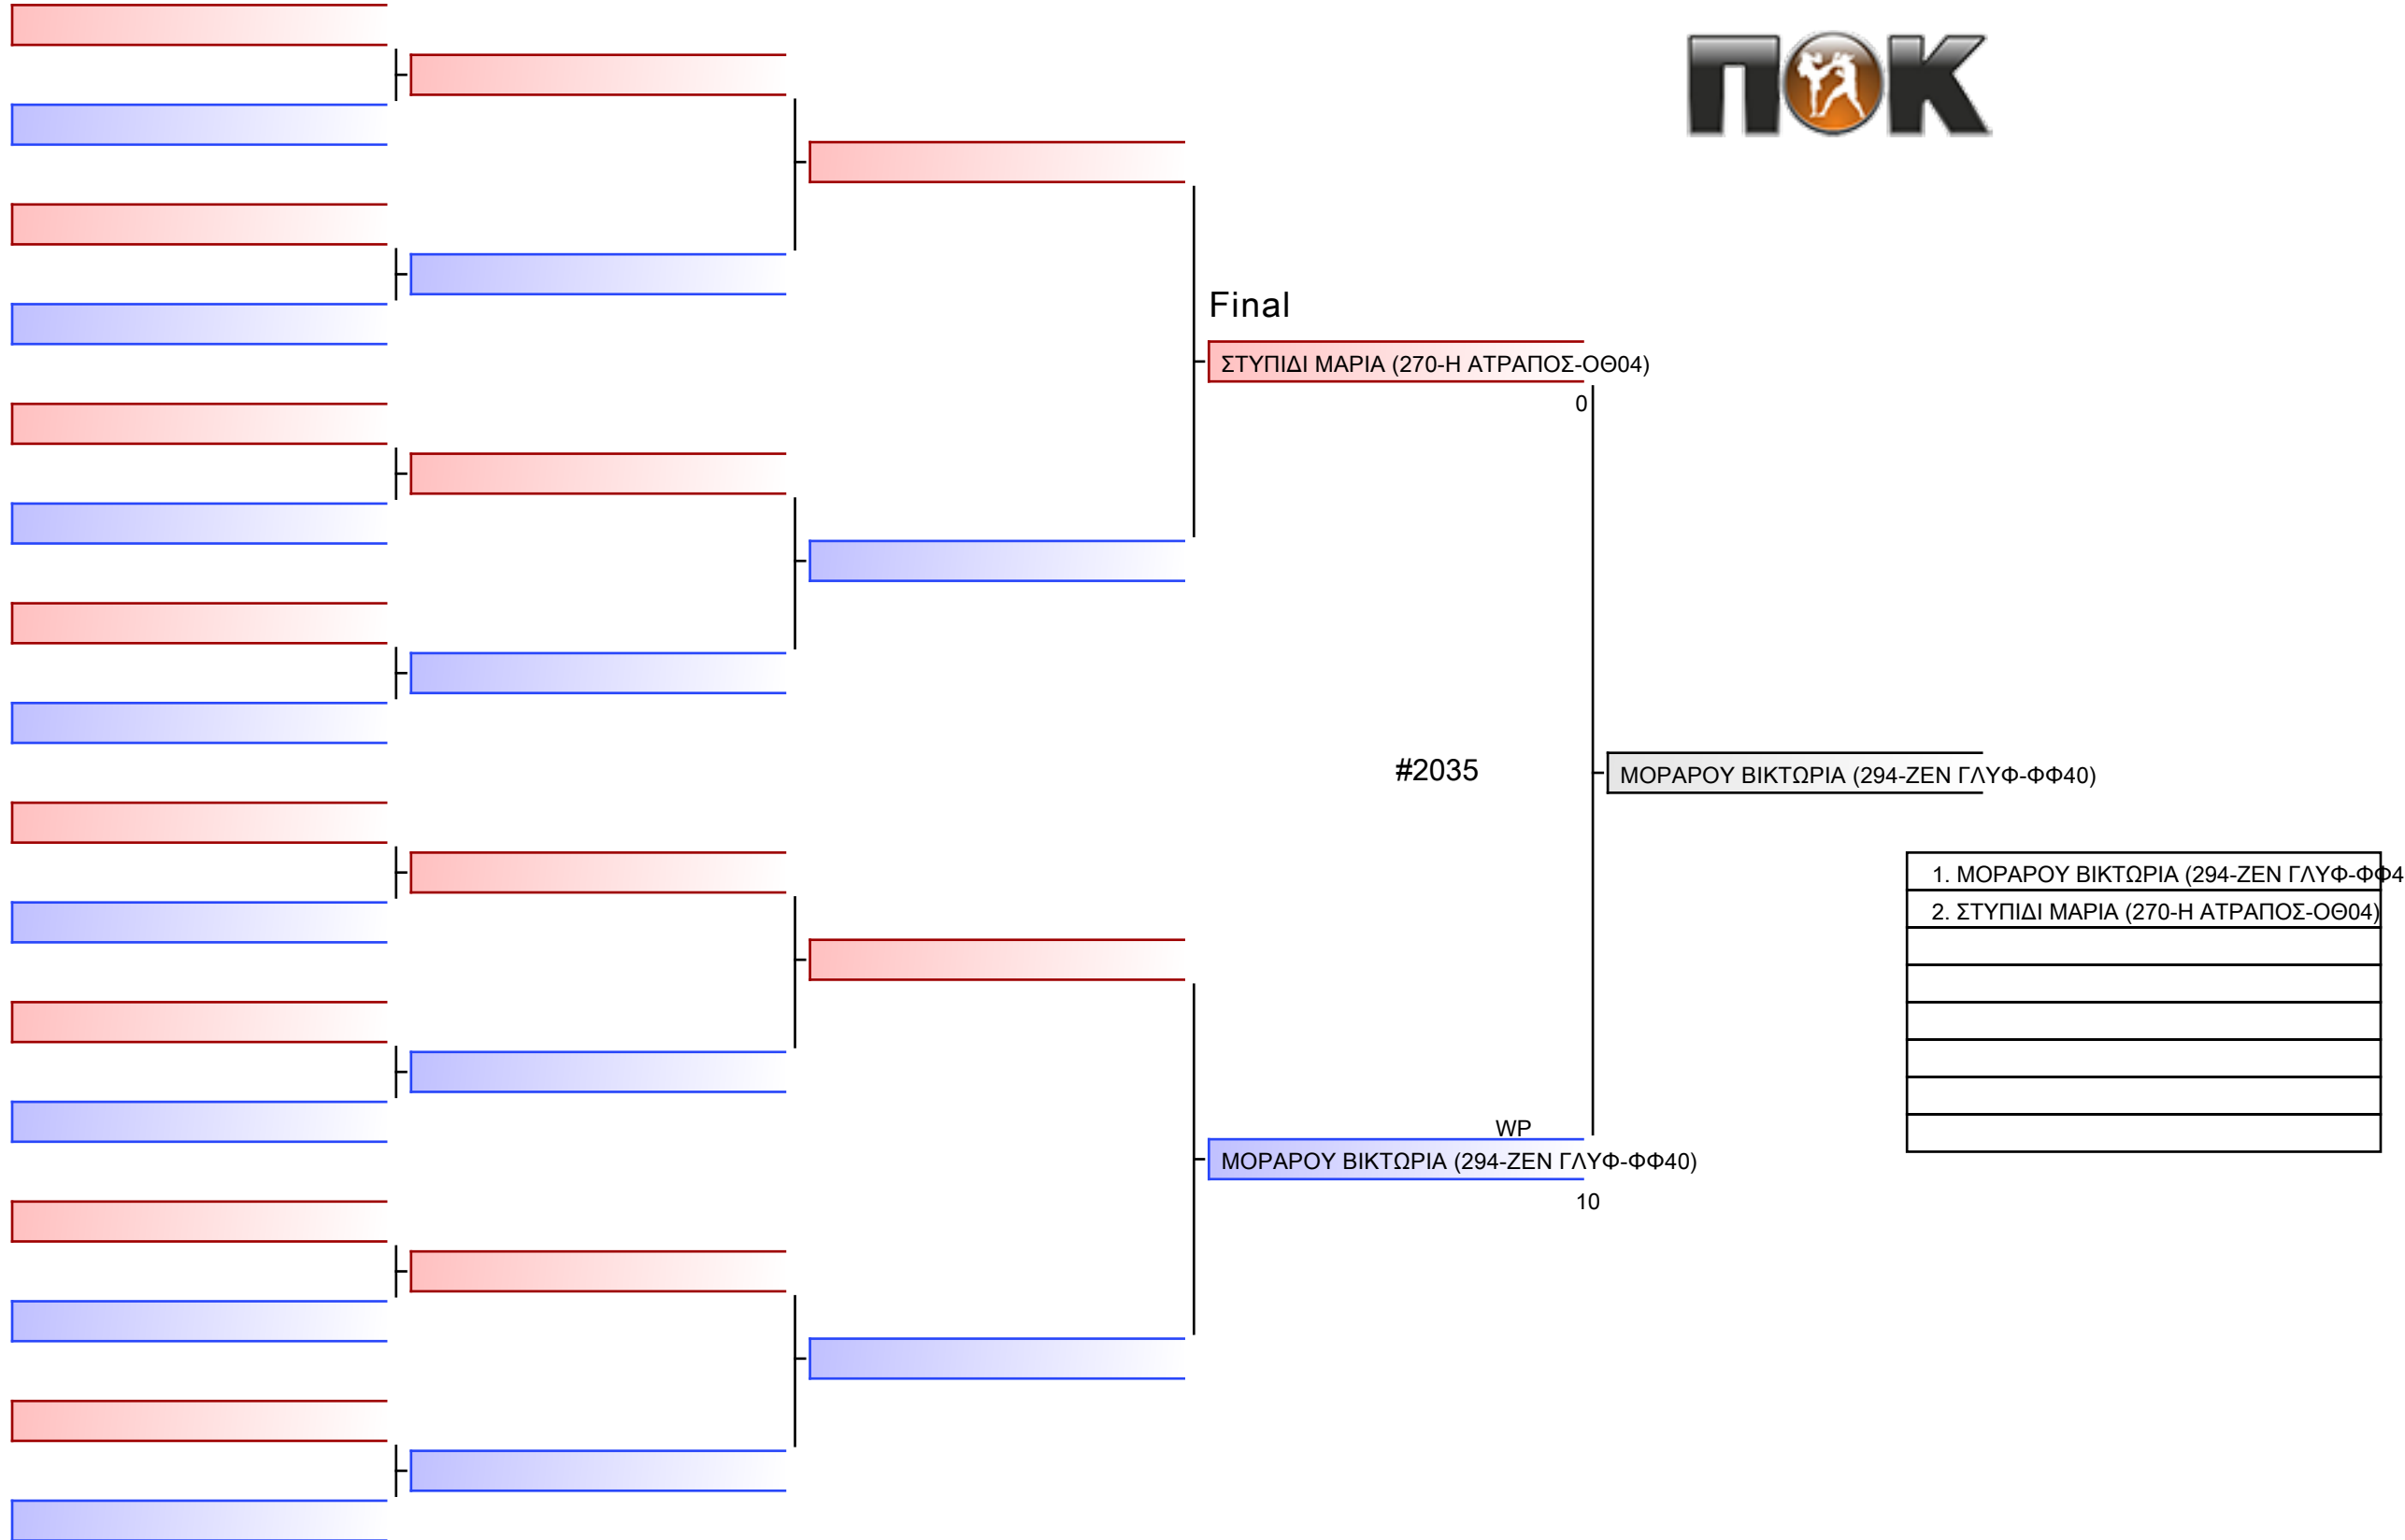 ΠΟΚ
Final
ΣΤΥΠΙΔΙ ΜΑΡΙΑ (270-Η ΑΤΡΑΠΟΣ-ΟΘ04)
0
#2035
ΜΟΡΑΡΟΥ ΒΙΚΤΩΡΙΑ (294-ΖΕΝ ΓΛΥΦ-ΦΦ40)
1. ΜΟΡΑΡΟΥ ΒΙΚΤΩΡΙΑ (294-ΖΕΝ ΓΛΥΦ-ΦΦ4
2. ΣΤΥΠΙΔΙ ΜΑΡΙΑ (270-Η ΑΤΡΑΠΟΣ-ΟΘ04)
WP
ΜΟΡΑΡΟΥ ΒΙΚΤΩΡΙΑ (294-ΖΕΝ ΓΛΥΦ-ΦΦ40)
10